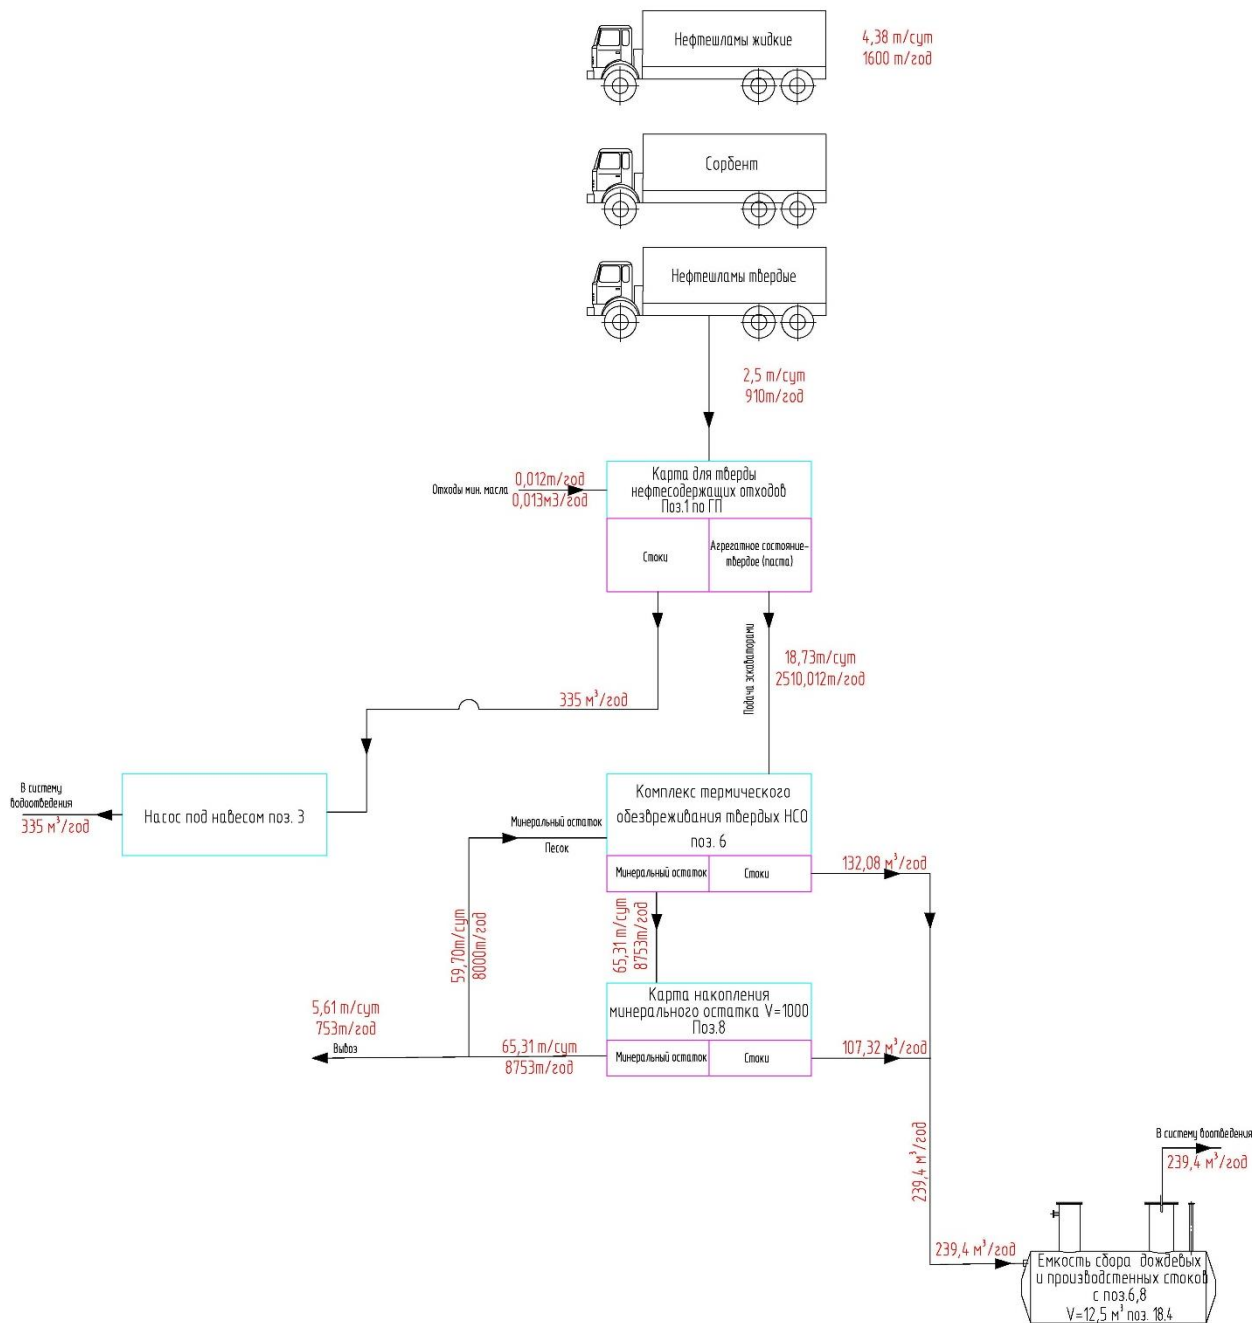 Нефтешламы жидкие
4,38 т/сут
1600 т/год
Сорбент
Нефтешламы твердые
2,5 т/сут
910т/год
Отходы мин. масла
0,012т/год
0,013м3/год
Карта для тверды
нефтесодержащих отходов
Поз.1 по ГП
Стоки
Агрегатное состояние-
твердое (паста)
Подача эскаваторами
18,73т/сут
2510,012т/год
335 м³/год
В систему
водоотведения
335 м³/год
Насос под навесом поз. 3
Минеральный остаток
Песок
Комплекс термического
обезвреживания твердых НСО
поз. 6
Минеральный остаток
Стоки
132,08 м³/год
59,70т/сут
8000т/год
65,31 т/сут
8753т/год
Карта накопления
минерального остатка V=1000
Поз.8
Минеральный остаток
Стоки
107,32 м³/год
5,61 т/сут
753т/год
Вывоз
65,31 т/сут
8753т/год
239,4 м³/год
В систему воотведения
239,4 м³/год
239,4 м³/год
Емкость сбора дождевых
и производственных стоков
с поз.6,8
V=12,5 м³ поз. 18.4